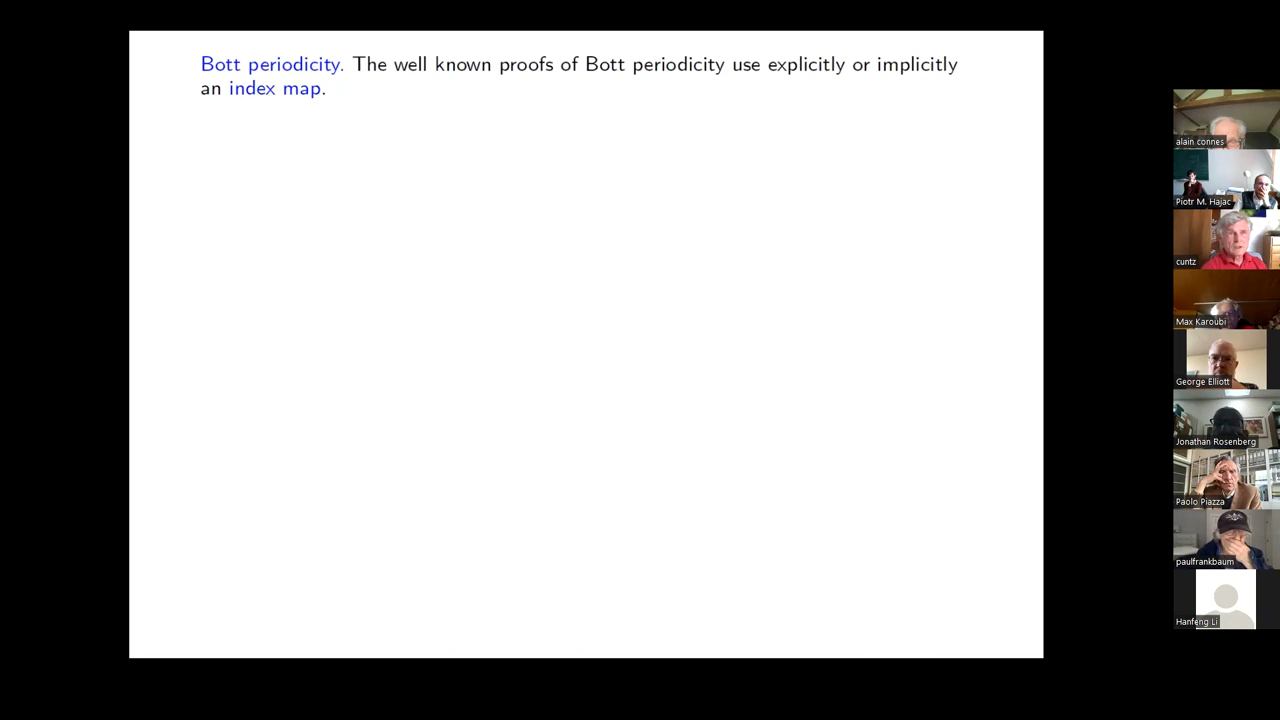 Bott periodicity. The well known proofs of Bott periodicity use explicitly or implicitly
an index map.
alain connes
Piotr M. Hajac
cuntz
Max Karoubi
George Elliott
Jonathan Rosenberg
Paolo Piazza
paulfrankbaum
Hanfeng Li